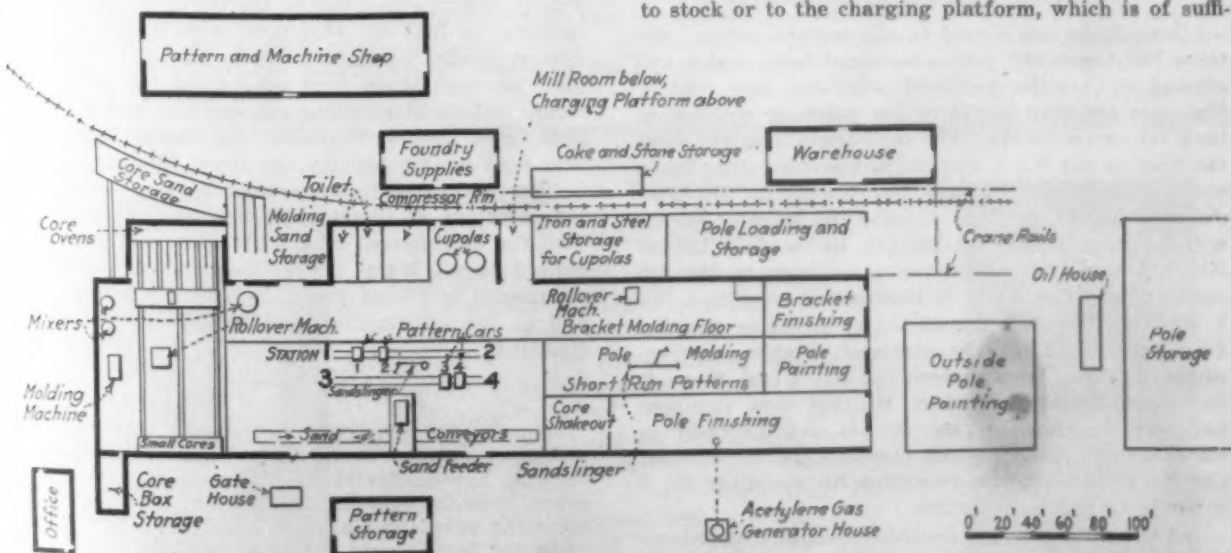 to stock or to the charging platform, which is of suffi-
Pattern and Machine Shop
Mill Room below,
Charging Platform above
Foundry
Supplies
Coke and Stone Storage
Warehouse
Core Sand
Storage
Toilet
Compressor Rm
Core
Ovens
Molding
Sand
Storage
Cupolas
Iron and Steel
Storage
for Cupolas
Pole Loading and
Storage
Crane Rails
Oil House
Mixers
Rollover Mach.
Pattern Cars
Rollover
Mach.
Bracket Molding Floor
Bracket
Finishing
STATION 1
2
1 2 3 4
3
4
Sandslinger
Pole Molding
Short Run Patterns
Pole
Painting
Outside
Pole
Painting
Pole
Storage
Molding
Machine
Small Cores
Sand
Conveyors
Core
Shakeout
Pole Finishing
Sand Feeder
Sandslinger
Office
Core
Box
Storage
Gate
House
Pattern
Storage
Acetylene Gas
Generator House
0 20 40 60 80 100